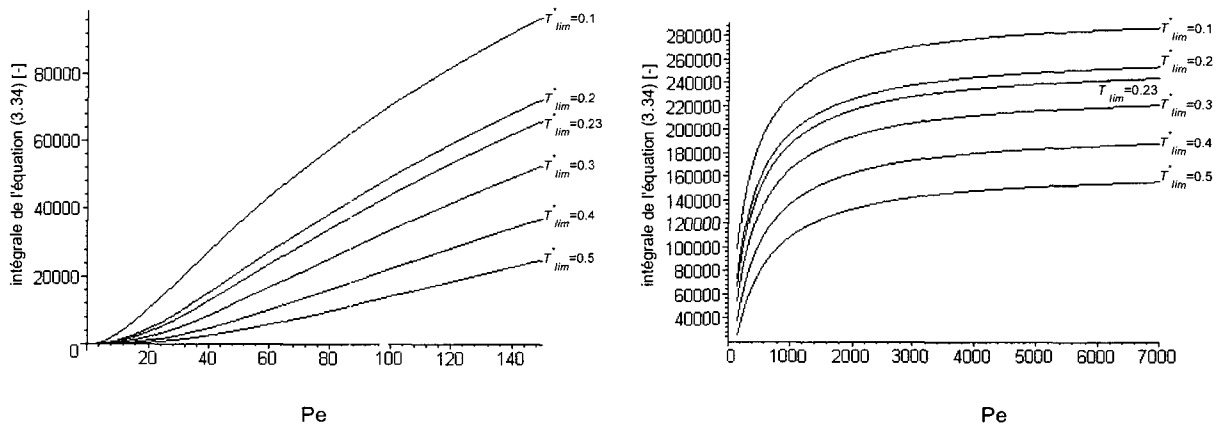 intégrale de l'équation (3.34) [-]
80000
60000
40000
20000
0
20
40
60
80
100
120
140
Pe
T*lim=0.1
T*lim=0.2
T*lim=0.23
T*lim=0.3
T*lim=0.4
T*lim=0.5
intégrale de l'équation (3.34) [-]
280000
260000
240000
220000
200000
180000
160000
140000
120000
100000
80000
60000
40000
0
1000
2000
3000
4000
5000
6000
7000
Pe
T*lim=0.1
T*lim=0.2
T*lim=0.23
T*lim=0.3
T*lim=0.4
T*lim=0.5